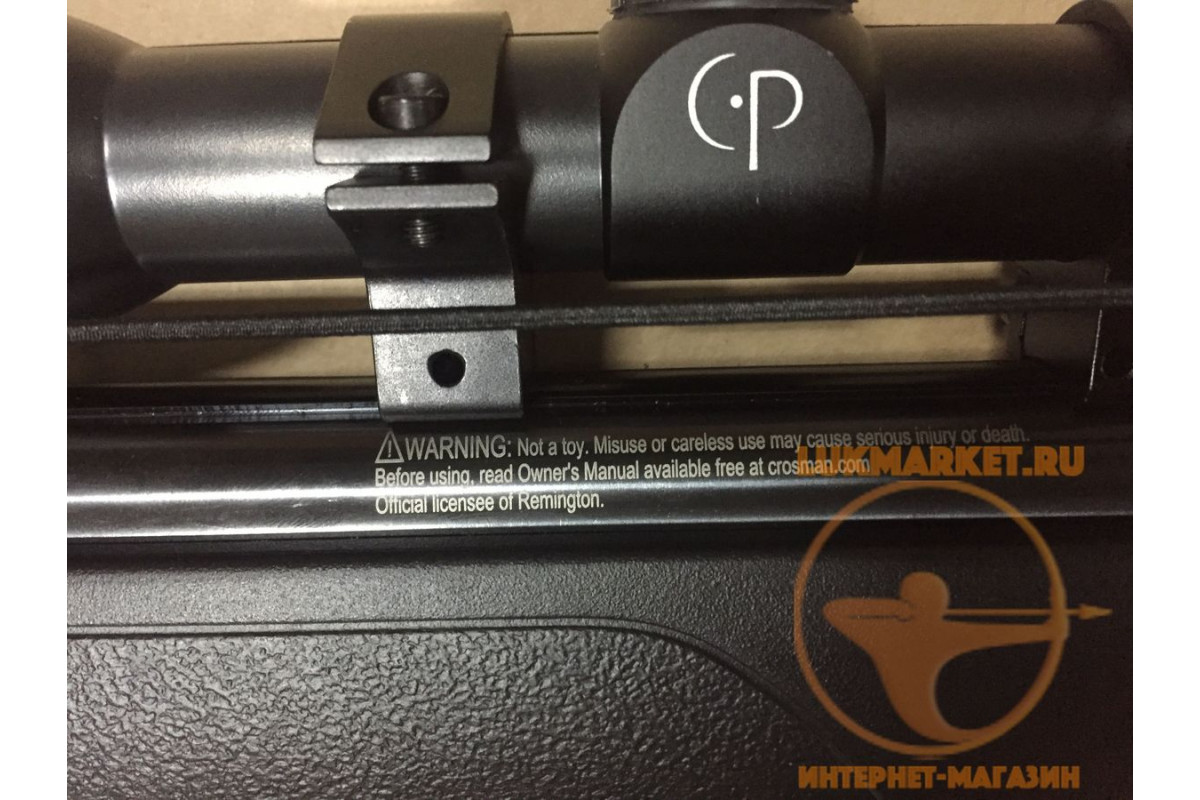 CP
⚠WARNING: Not a toy. Misuse or careless use may cause serious injury or death.
Before using, read Owner's Manual available free at crosman.com
Official licensee of Remington.
LUKMARKET.RU
ИНТЕРНЕТ-МАГАЗИН